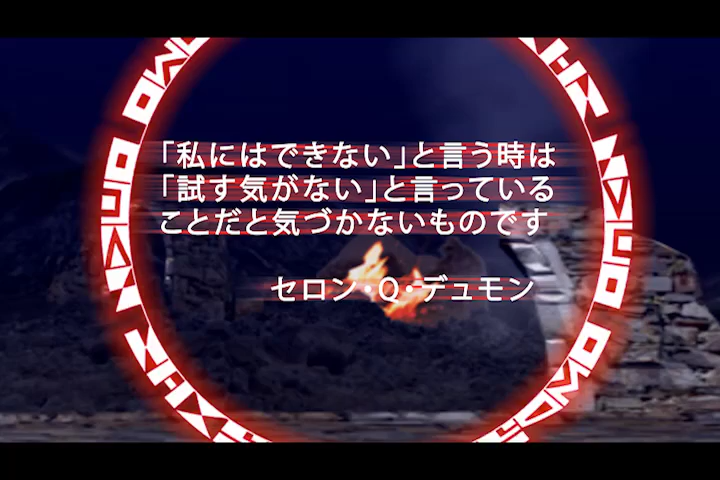 「私にはできない」と言う時は
「試す気がない」と言っている
ことだと気づかないものです
セロン・Q・デュモン